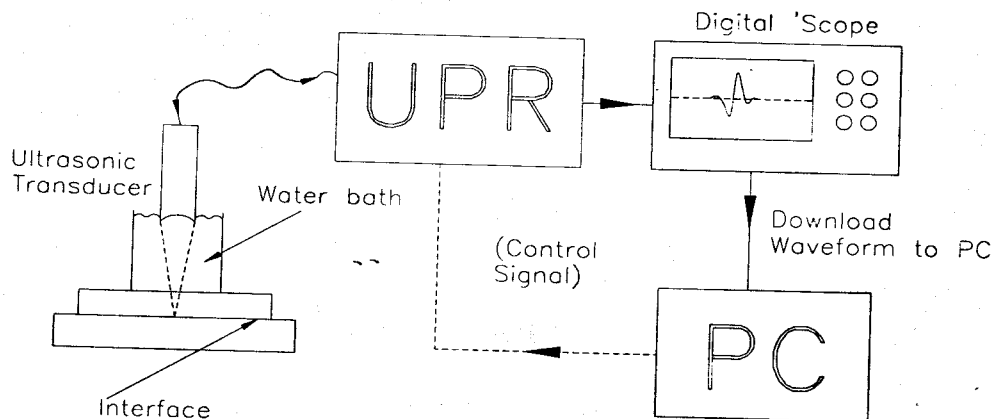 Digital 'Scope
UPR
Ultrasonic
Transducer
Water bath
(Control
Signal)
Download
Waveform to PC
PC
Interface